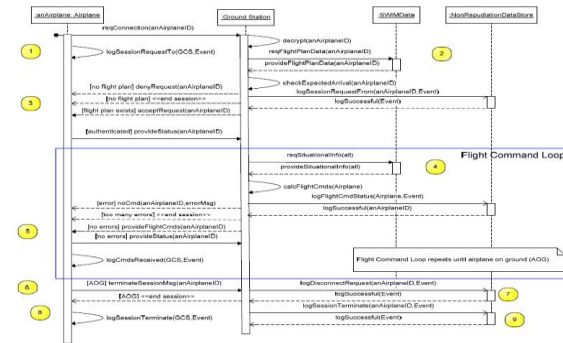 :anAirplane: Airplane
:Ground Station
:SWIMData
:NonRepudiationDataStore
reqConnection(anAirplaneID)
decrypt(anAirplaneID)
1
logSessionRequestTo(GCS,Event)
reqFlightPlanData(anAirplaneID)
2
provideFlightPlanData(anAirplaneID)
checkExpectedArrival(anAirplaneID)
[no flight plan] denyRequest(anAirplaneID)
logSessionRequestFrom(anAirplaneID,Event)
[no flight plan] <<end session>>
logSuccessful(Event)
3
[flight plan exists] acceptRequest(anAirplaneID)
[authenticated] provideStatus(anAirplaneID)
Flight Command Loop
reqSituationalInfo(all)
provideSituationalInfo(all)
4
calcFlightCmds(Airplane)
logFlightCmdStatus(Airplane,Event)
[error] noCmd(anAirplaneID,errorMsg)
logSuccessful(anAirplaneID)
[too many errors] <<end session>>
[no errors] provideFlightCmds(anAirplaneID)
5
[no errors] provideStatus(anAirplaneID)
logCmdsReceived(GCS,Event)
Flight Command Loop repeats until airplane on ground (AOG)
[AOG] terminateSessionMsg(anAirplaneID)
logDisconnectRequest(Event)
6
[AOG] <<end session>>
logSuccessful(Event)
7
logSessionTerminate(Event)
8
logSessionTerminate(GCS,Event)
logSuccessful(Event)
9